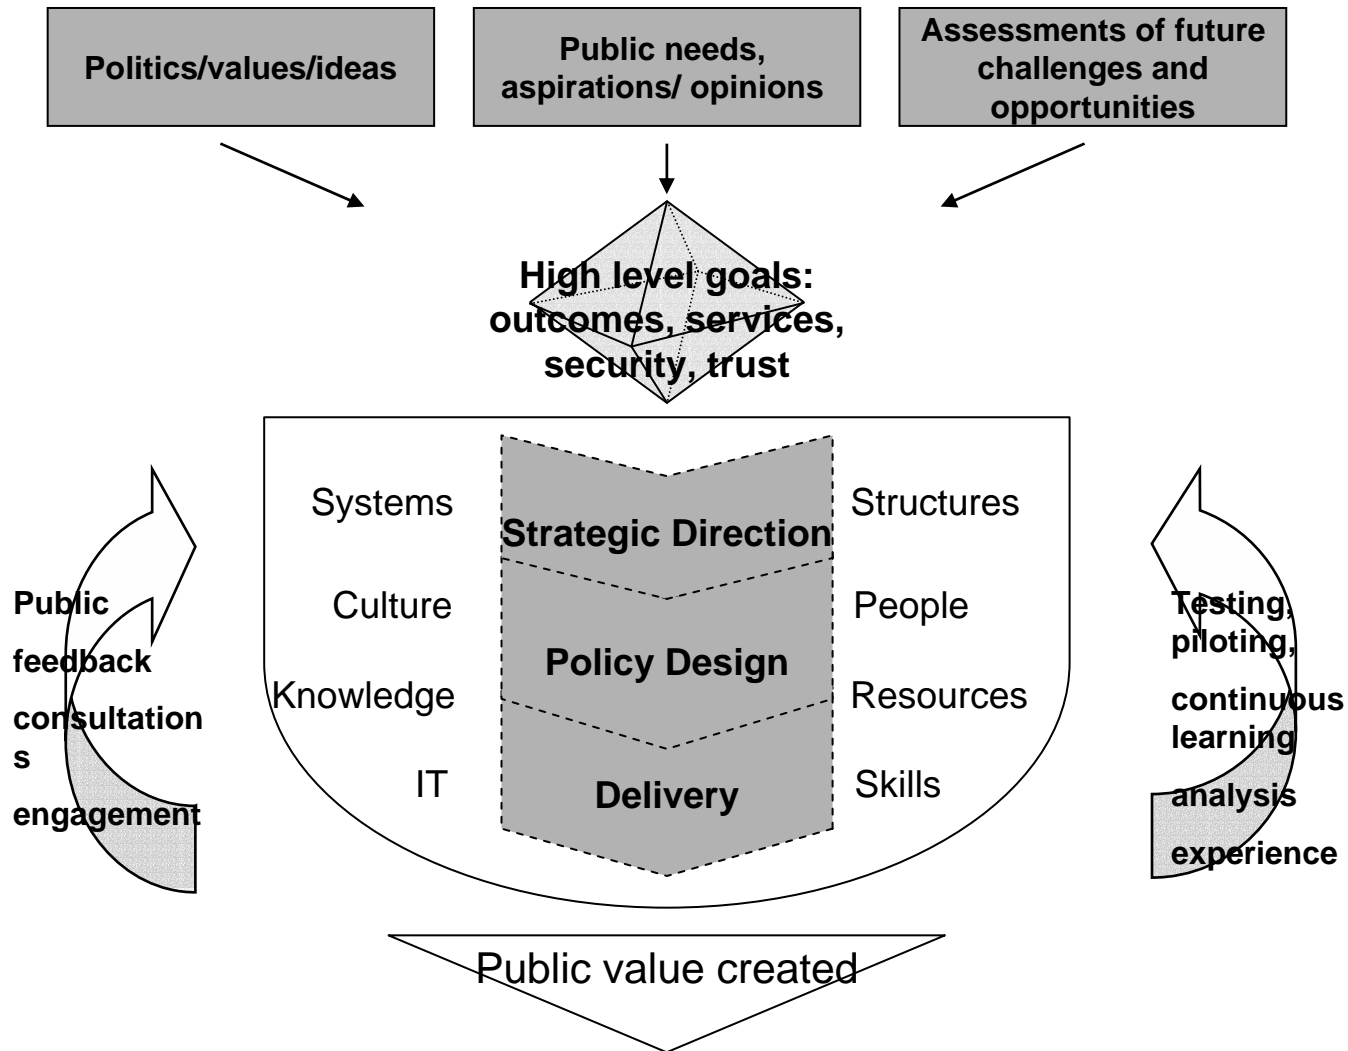 Politics/values/ideas
Public needs,
aspirations/ opinions
Assessments of future
challenges and
opportunities
High level goals:
outcomes, services,
security, trust
Systems
Culture
Knowledge
IT
Strategic Direction
Policy Design
Delivery
Structures
People
Resources
Skills
Public
feedback
consultation
s
engagement
Testing,
piloting,
continuous
learning
analysis
experience
Public value created